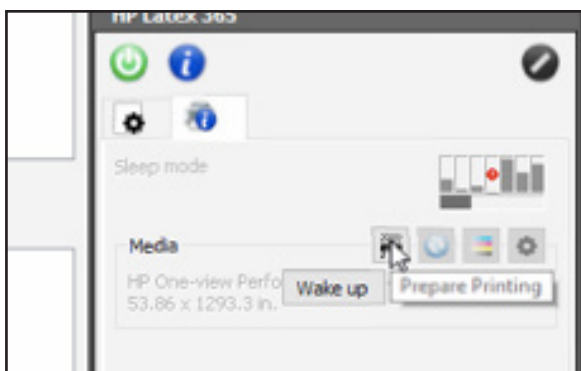 HP Latex 365
Sleep mode
Media
HP One-view Perfo
Wake up
Prepare Printing
53.86 x 1293.3 in.